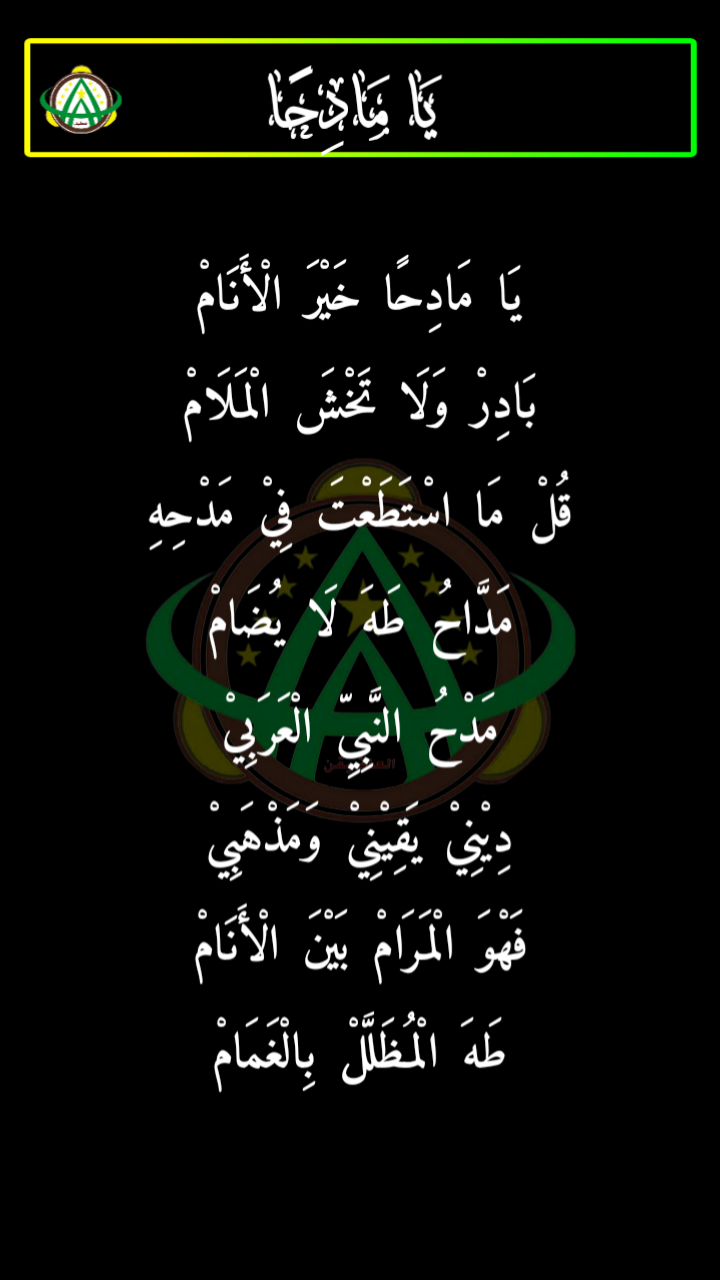 يَا مَادِحًا
يَا مَادِحًا خَيْرَ الْأَنَامْ
بَادِرْ وَلَا تَخْشَ الْمَلَامْ
قُلْ مَا اسْتَطَعْتَ فِيْ مَدْحِهِ
مَدَّاحُ طَهَ لَا يُضَامْ
مَدْحُ النَّبِيِّ الْعَرَبِيْ
دِيْنِيْ يَقِيْنِيْ وَمَذْهَبِيْ
فَهْوَ الْمَرَامْ بَيْنَ الْأَنَامْ
طَهَ الْمُظَلَّلْ بِالْغَمَامْ